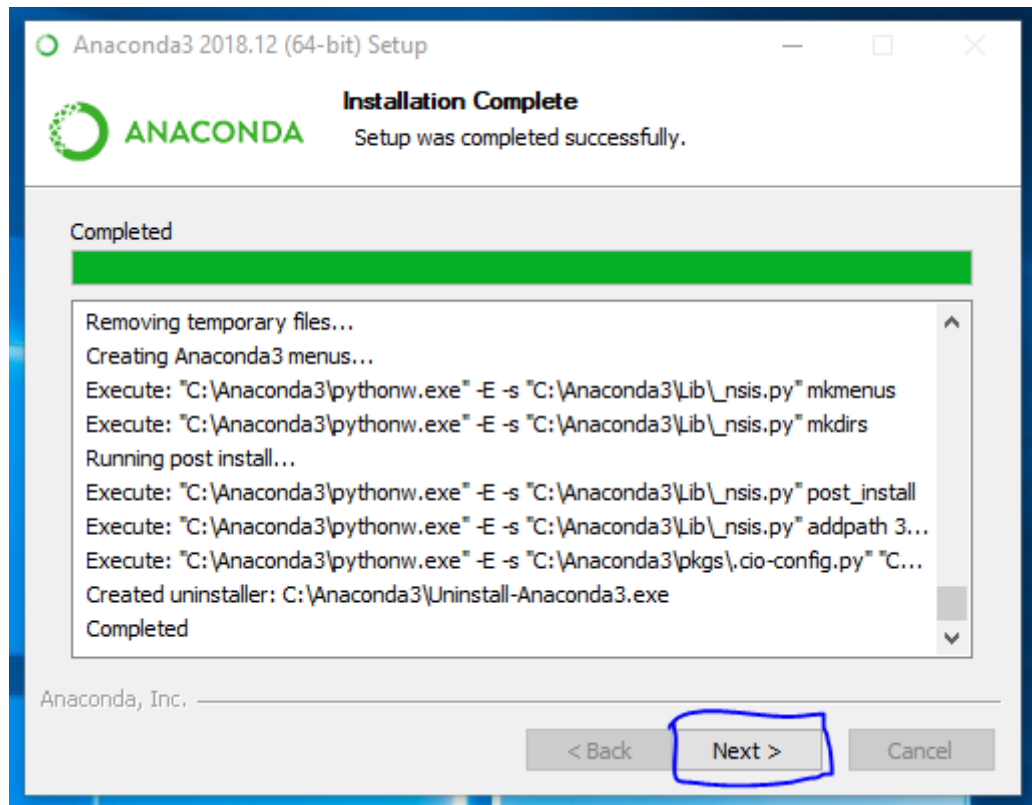 Anaconda3 2018.12 (64-bit) Setup
Installation Complete
ANACONDA
Setup was completed successfully.
Completed
Removing temporary files...
Creating Anaconda3 menus...
Execute: "C:\Anaconda3\pythonw.exe" -E -s "C:\Anaconda3\Lib\_nsis.py" mkmenus
Execute: "C:\Anaconda3\pythonw.exe" -E -s "C:\Anaconda3\Lib\_nsis.py" mkdirs
Running post install...
Execute: "C:\Anaconda3\pythonw.exe" -E -s "C:\Anaconda3\Lib\_nsis.py" post_install
Execute: "C:\Anaconda3\pythonw.exe" -E -s "C:\Anaconda3\Lib\_nsis.py" addpath 3...
Execute: "C:\Anaconda3\pythonw.exe" -E -s "C:\Anaconda3\pkgs\.cio-config.py" "C...
Created uninstaller: C:\Anaconda3\Uninstall-Anaconda3.exe
Completed
Anaconda, Inc.
< Back Next > Cancel